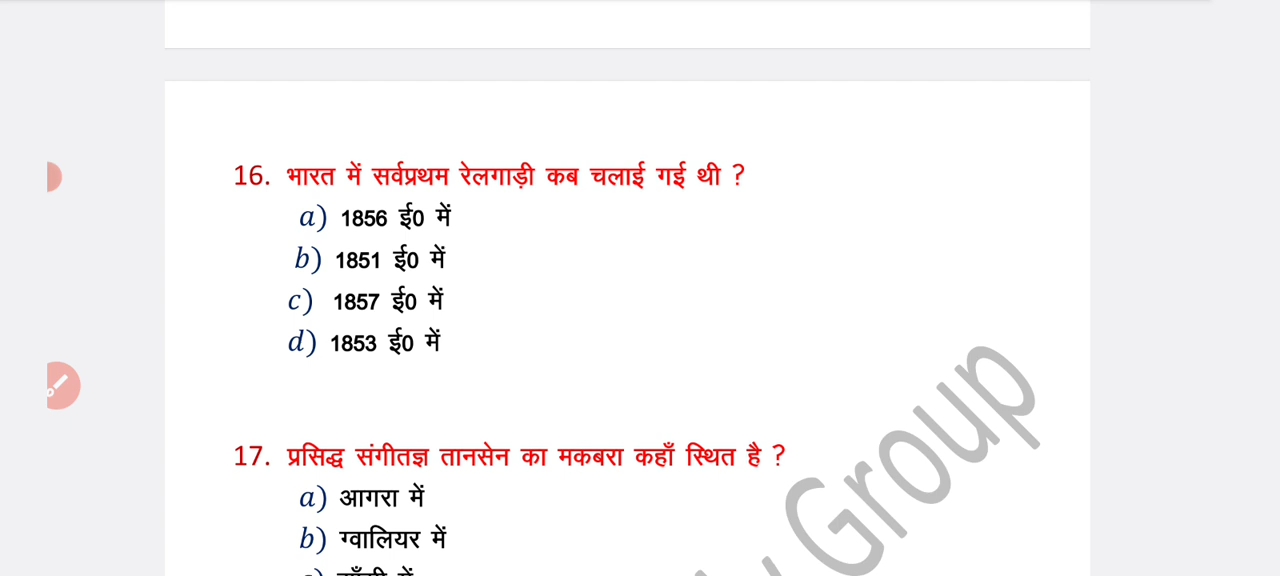 16. भारत में सर्वप्रथम रेलगाड़ी कब चलाई गई थी ?
a) 1856 ई0 में
b) 1851 ई0 में
c) 1857 ई0 में
d) 1853 ई0 में
17. प्रसिद्ध संगीतज्ञ तानसेन का मकबरा कहाँ स्थित है ?
a) आगरा में
b) ग्वालियर में
Group